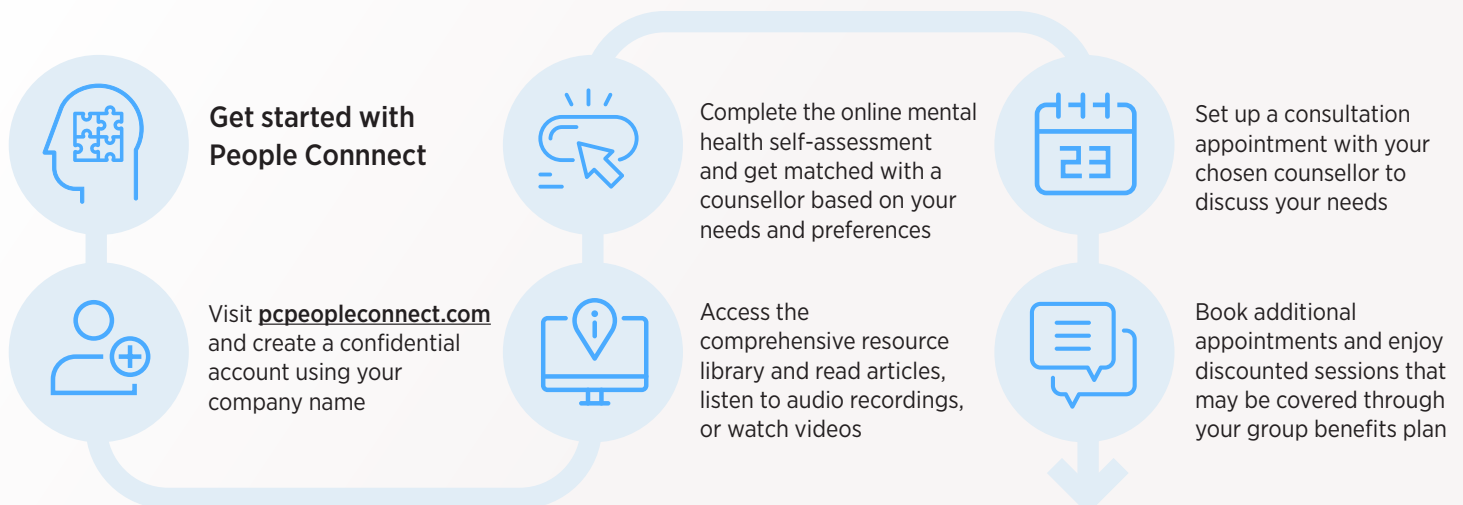 Get started with
People Connnect
Visit pcpeopleconnect.com
and create a confidential
account using your
company name
Access the
comprehensive resource
library and read articles,
listen to audio recordings,
or watch videos
Complete the online mental
health self-assessment
and get matched with a
counsellor based on your
needs and preferences
23
Set up a consultation
appointment with your
chosen counsellor to
discuss your needs
Book additional
appointments and enjoy
discounted sessions that
may be covered through
your group benefits plan